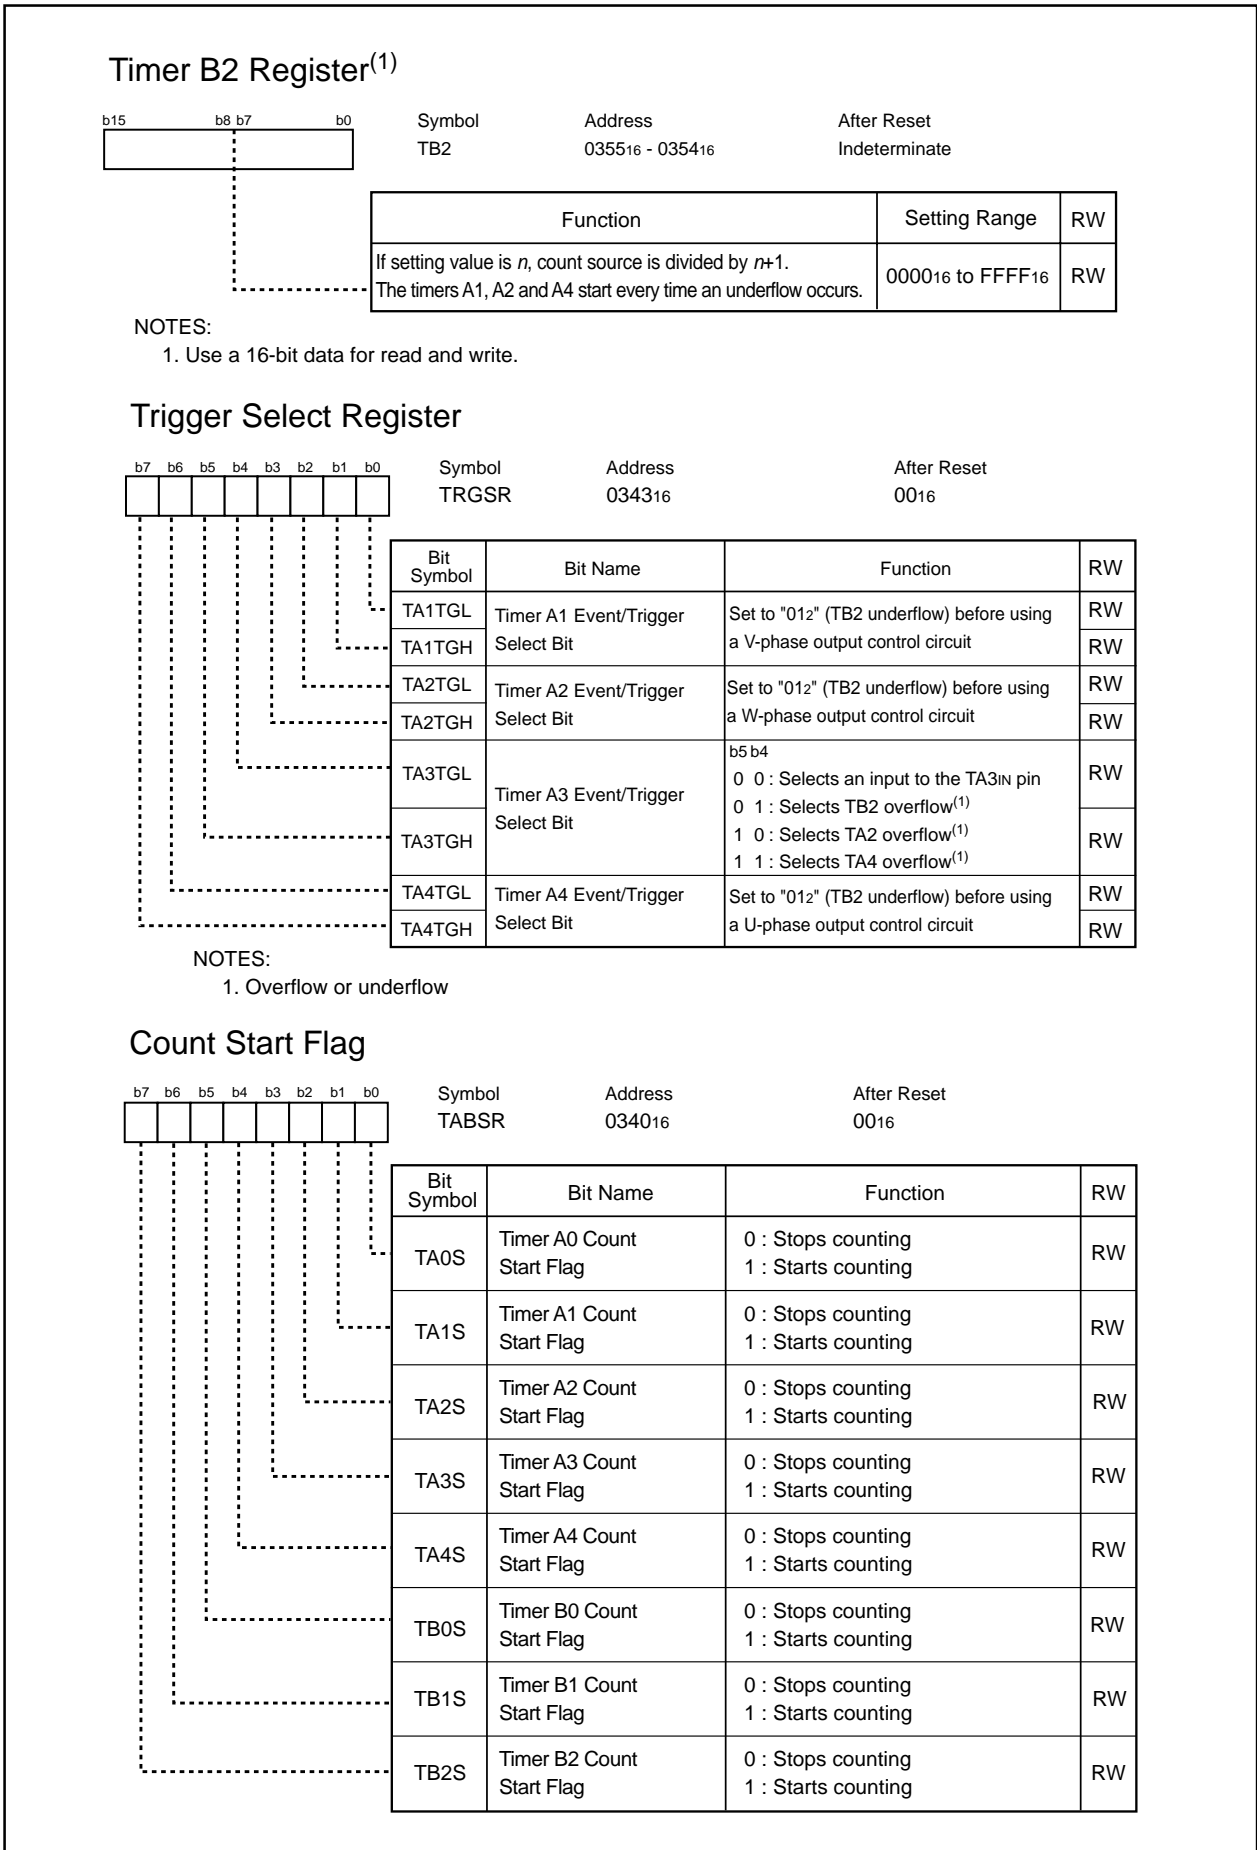 Timer B2 Register(1)
b15 b8 b7 b0 Symbol Address After Reset
TB2 035516 - 035416 Indeterminate
Function Setting Range RW
If setting value is n, count source is divided by n+1.
The timers A1, A2 and A4 start every time an underflow occurs.
000016 to FFFF16 RW
NOTES:
1. Use a 16-bit data for read and write.
Trigger Select Register
b7 b6 b5 b4 b3 b2 b1 b0 Symbol Address After Reset
TRGSR 034316 0016
Bit
Symbol
Bit Name Function RW
TA1TGL
TA1TGH
Timer A1 Event/Trigger
Select Bit
Set to "012" (TB2 underflow) before using
a V-phase output control circuit
RW
RW
TA2TGL
TA2TGH
Timer A2 Event/Trigger
Select Bit
Set to "012" (TB2 underflow) before using
a W-phase output control circuit
RW
RW
TA3TGL
TA3TGH
Timer A3 Event/Trigger
Select Bit
b5 b4
0 0 : Selects an input to the TA3IN pin
0 1 : Selects TB2 overflow(1)
1 0 : Selects TA2 overflow(1)
1 1 : Selects TA4 overflow(1)
RW
RW
TA4TGL
TA4TGH
Timer A4 Event/Trigger
Select Bit
Set to "012" (TB2 underflow) before using
a U-phase output control circuit
RW
RW
NOTES:
1. Overflow or underflow
Count Start Flag
b7 b6 b5 b4 b3 b2 b1 b0 Symbol Address After Reset
TABSR 034016 0016
Bit
Symbol
Bit Name Function RW
TA0S
Timer A0 Count
Start Flag
0 : Stops counting
1 : Starts counting
RW
TA1S
Timer A1 Count
Start Flag
0 : Stops counting
1 : Starts counting
RW
TA2S
Timer A2 Count
Start Flag
0 : Stops counting
1 : Starts counting
RW
TA3S
Timer A3 Count
Start Flag
0 : Stops counting
1 : Starts counting
RW
TA4S
Timer A4 Count
Start Flag
0 : Stops counting
1 : Starts counting
RW
TB0S
Timer B0 Count
Start Flag
0 : Stops counting
1 : Starts counting
RW
TB1S
Timer B1 Count
Start Flag
0 : Stops counting
1 : Starts counting
RW
TB2S
Timer B2 Count
Start Flag
0 : Stops counting
1 : Starts counting
RW